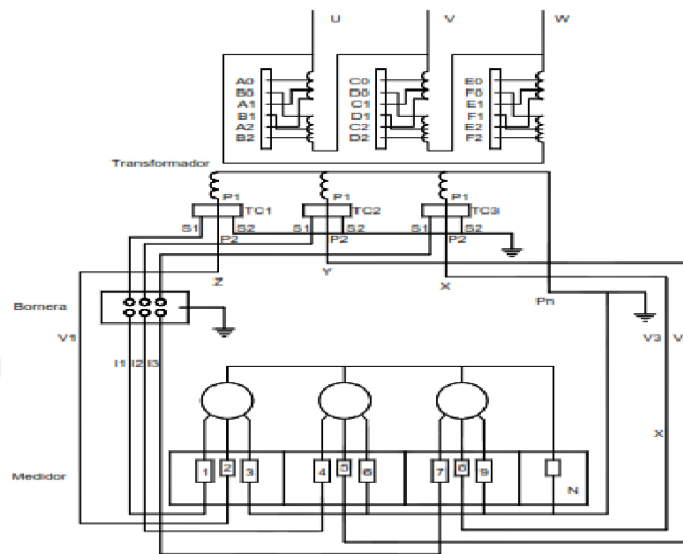 U V W
A0 C0 E0
B0 D0 F0
A1 C1 E1
B1 D1 F1
A2 C2 E2
B2 D2 F2
Transformador
P1 P1 P1
TC1 TC2 TC3
S1 S2 S1 S2 S1 S2
P2 P2 P2
Z Y X
Bornera Pn
V1 V3 V
I1 I2 I3
X
1 2 3 4 5 6 7 8 9
Medidor N